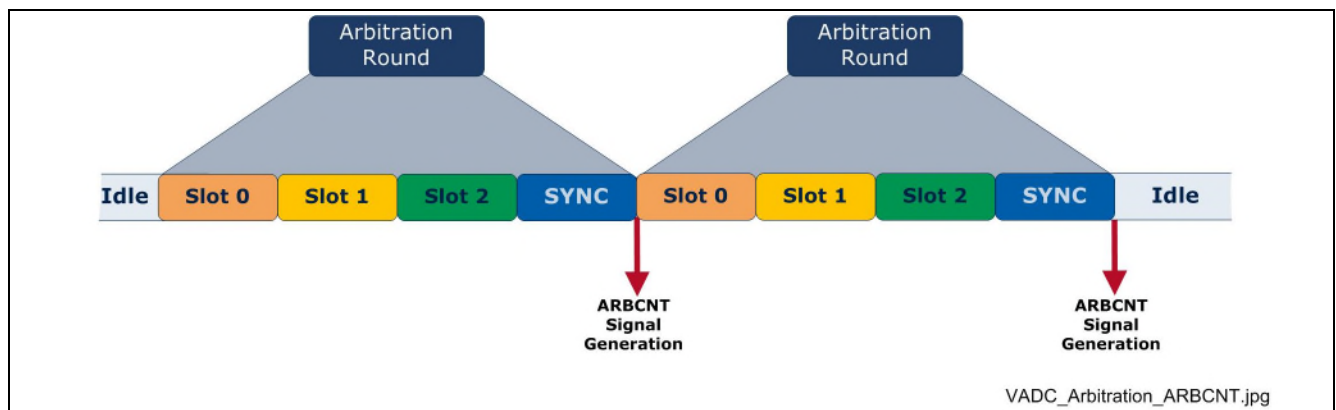 Arbitration
Round
Arbitration
Round
Idle Slot 0 Slot 1 Slot 2 SYNC Slot 0 Slot 1 Slot 2 SYNC Idle
ARBCNT
Signal
Generation
ARBCNT
Signal
Generation
VADC_Arbitration_ARBCNT.jpg